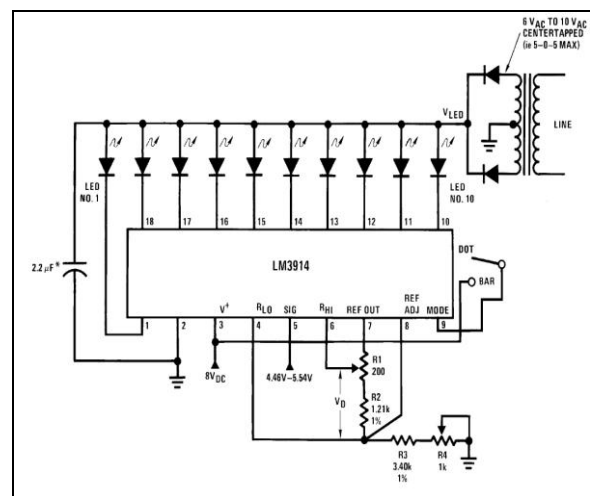 6 VAC TO 10 VAC
CENTERTAPPED
(ie 5-0-5 MAX)
VLED
LINE
LED
NO. 1
LED
NO. 10
18
17
16
15
14
13
12
11
10
2.2 µF*
LM3914
DOT
BAR
V+
RLO
SIG
RHI
REF OUT
REF
ADJ
MODE
1
2
3
4
5
6
7
8
9
8VDC
4.46V–5.54V
R1
200
VD
R2
1.21k
1%
R3
3.40k
1%
R4
1k